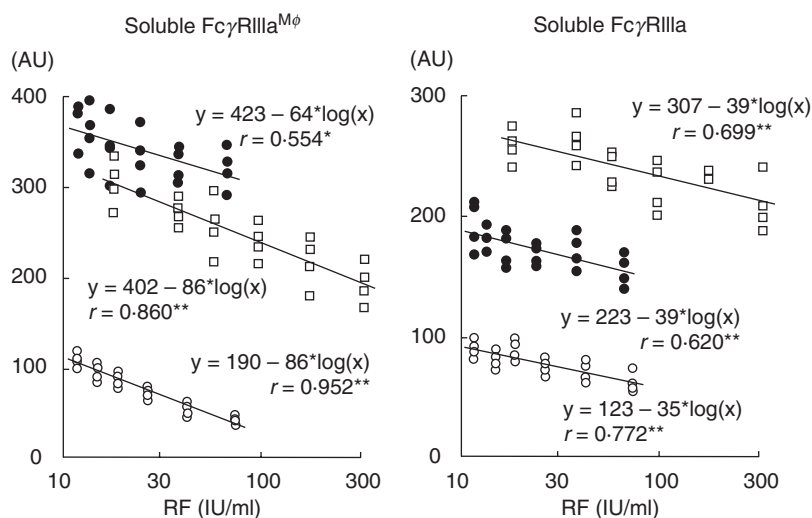 Soluble FcγRIIIa^Mϕ
(AU)
400
300
200
100
0
y = 423 – 64*log(x)
r = 0·554*
y = 402 – 86*log(x)
r = 0·860**
y = 190 – 86*log(x)
r = 0·952**
10 30 100 300
RF (IU/ml)
Soluble FcγRIIIa
(AU)
300
200
100
0
y = 307 – 39*log(x)
r = 0·699**
y = 223 – 39*log(x)
r = 0·620**
y = 123 – 35*log(x)
r = 0·772**
10 30 100 300
RF (IU/ml)